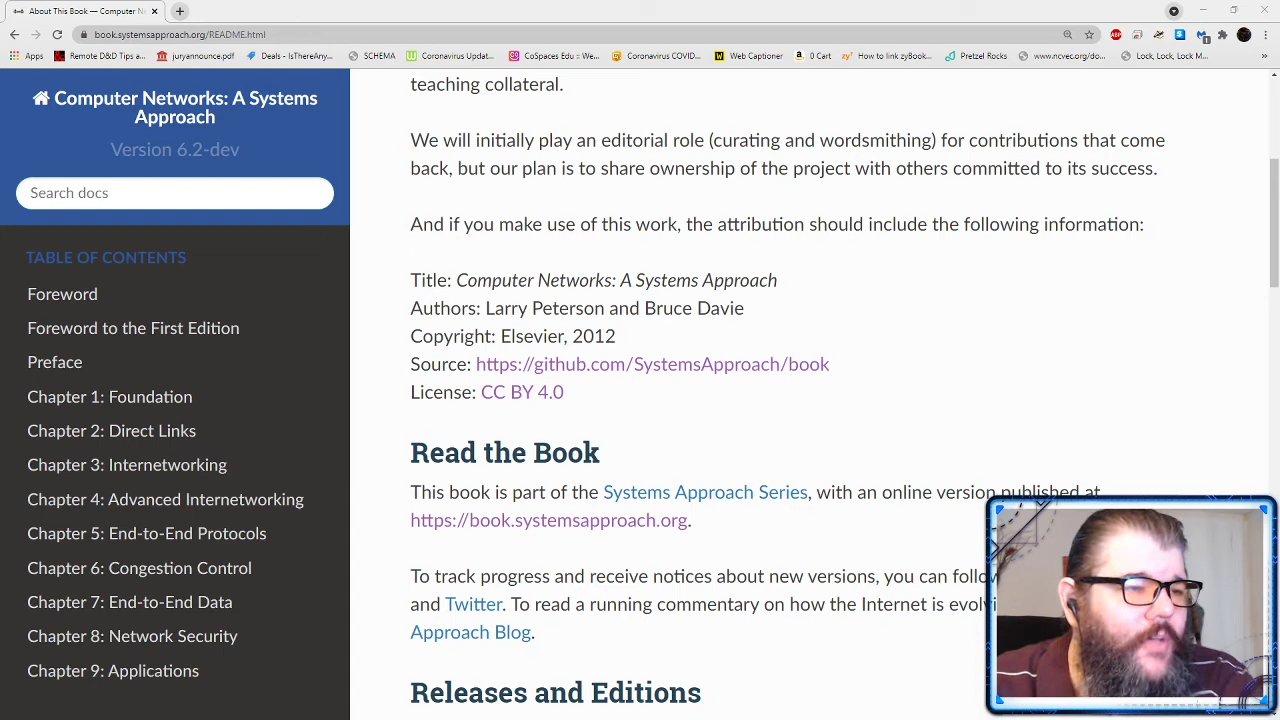 About This Book — Computer Ne
book.systemsapproach.org/README.html
Apps
Remote D&D Tips a...
juryannounce.pdf
Deals - IsThereAny...
SCHEMA
Coronavirus Updat...
CoSpaces Edu :: We...
Coronavirus COVID...
Web Captioner
0 Cart
How to include zyBook...
Pretzel Rocks
www.ncvec.org/do...
Lock, Lock, Lock M...
Computer Networks: A Systems
Approach
Version 6.2-dev
Search docs
TABLE OF CONTENTS
Foreword
Foreword to the First Edition
Preface
Chapter 1: Foundation
Chapter 2: Direct Links
Chapter 3: Internetworking
Chapter 4: Advanced Internetworking
Chapter 5: End-to-End Protocols
Chapter 6: Congestion Control
Chapter 7: End-to-End Data
Chapter 8: Network Security
Chapter 9: Applications
teaching collateral.
We will initially play an editorial role (curating and wordsmithing) for contributions that come
back, but our plan is to share ownership of the project with others committed to its success.
And if you make use of this work, the attribution should include the following information:
Title: Computer Networks: A Systems Approach
Authors: Larry Peterson and Bruce Davie
Copyright: Elsevier, 2012
Source: https://github.com/SystemsApproach/book
License: CC BY 4.0
Read the Book
This book is part of the Systems Approach Series, with an online version published at
https://book.systemsapproach.org.
To track progress and receive notices about new versions, you can follow
and Twitter. To read a running commentary on how the Internet is evolvi
Approach Blog.
Releases and Editions